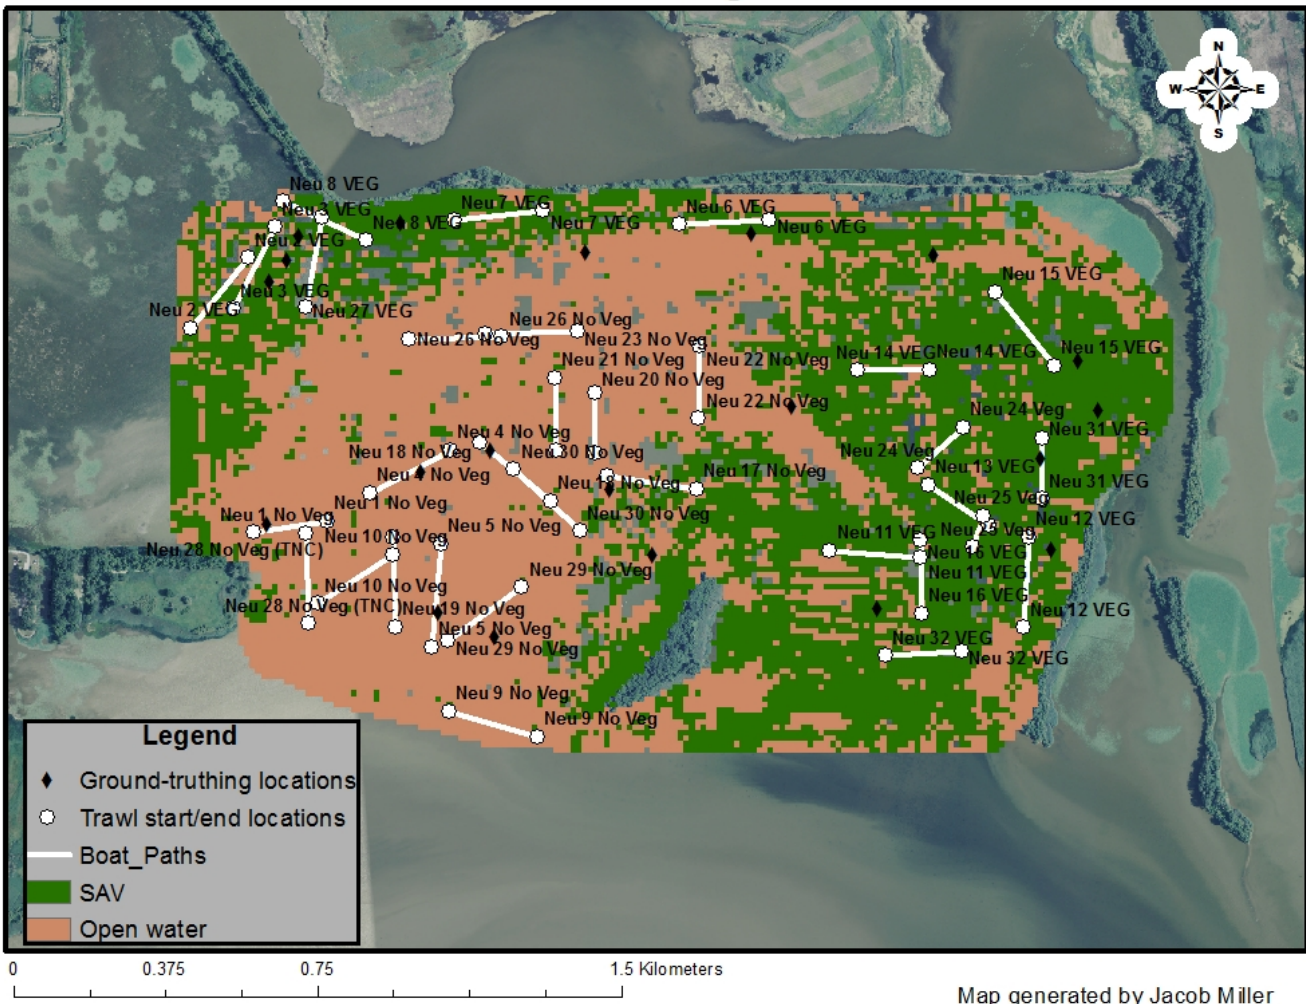 N
W E
S
Neu 8 VEG
Neu 3 VEG
Neu 8 VEG
Neu 7 VEG
Neu 7 VEG
Neu 6 VEG
Neu 6 VEG
Neu 2 VEG
Neu 3 VEG
Neu 2 VEG
Neu 27 VEG
Neu 15 VEG
Neu 15 VEG
Neu 26 No Veg
Neu 26 No Veg
Neu 23 No Veg
Neu 21 No Veg
Neu 22 No Veg
Neu 20 No Veg
Neu 22 No Veg
Neu 14 VEG
Neu 14 VEG
Neu 24 Veg
Neu 24 Veg
Neu 31 VEG
Neu 31 VEG
Neu 13 VEG
Neu 4 No Veg
Neu 18 No Veg
Neu 30 No Veg
Neu 4 No Veg
Neu 17 No Veg
Neu 18 No Veg
Neu 30 No Veg
Neu 1 No Veg
Neu 1 No Veg
Neu 25 Veg
Neu 25 Veg
Neu 12 VEG
Neu 5 No Veg
Neu 10 No Veg
Neu 28 No Veg (TNC)
Neu 11 VEG
Neu 16 VEG
Neu 11 VEG
Neu 16 VEG
Neu 12 VEG
Neu 29 No Veg
Neu 10 No Veg
Neu 28 No Veg (TNC)
Neu 19 No Veg
Neu 5 No Veg
Neu 29 No Veg
Neu 32 VEG
Neu 32 VEG
Neu 9 No Veg
Neu 9 No Veg
Legend
Ground-truthing locations
Trawl start/end locations
Boat_Paths
SAV
Open water
0 0.375 0.75 1.5 Kilometers
Map generated by Jacob Miller